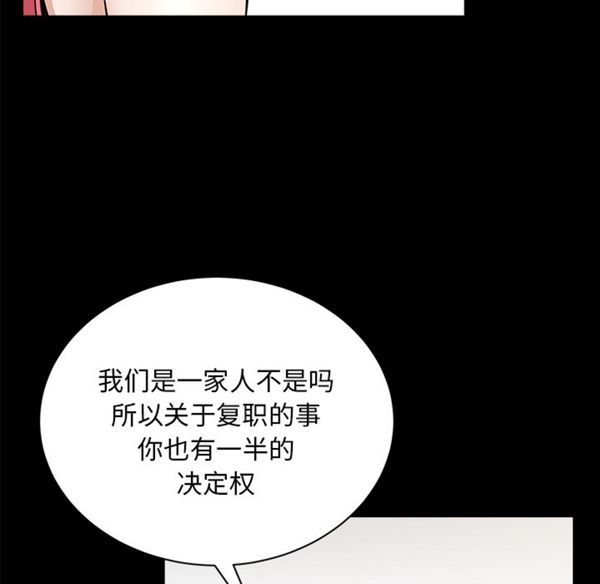 我们是一家人不是吗
所以关于复职的事
你也有一半的
决定权